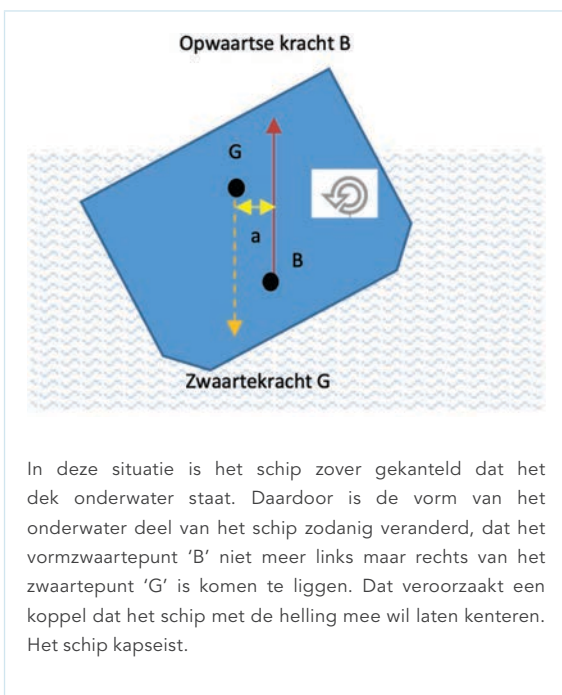 Opwaartse kracht B
G
a
B
Zwaartekracht G
In deze situatie is het schip zover gekanteld dat het
dek onderwater staat. Daardoor is de vorm van het
onderwater deel van het schip zodanig veranderd, dat het
vormzwaartepunt ‘B’ niet meer links maar rechts van het
zwaartepunt ‘G’ is komen te liggen. Dat veroorzaakt een
koppel dat het schip met de helling mee wil laten kenteren.
Het schip kapseist.